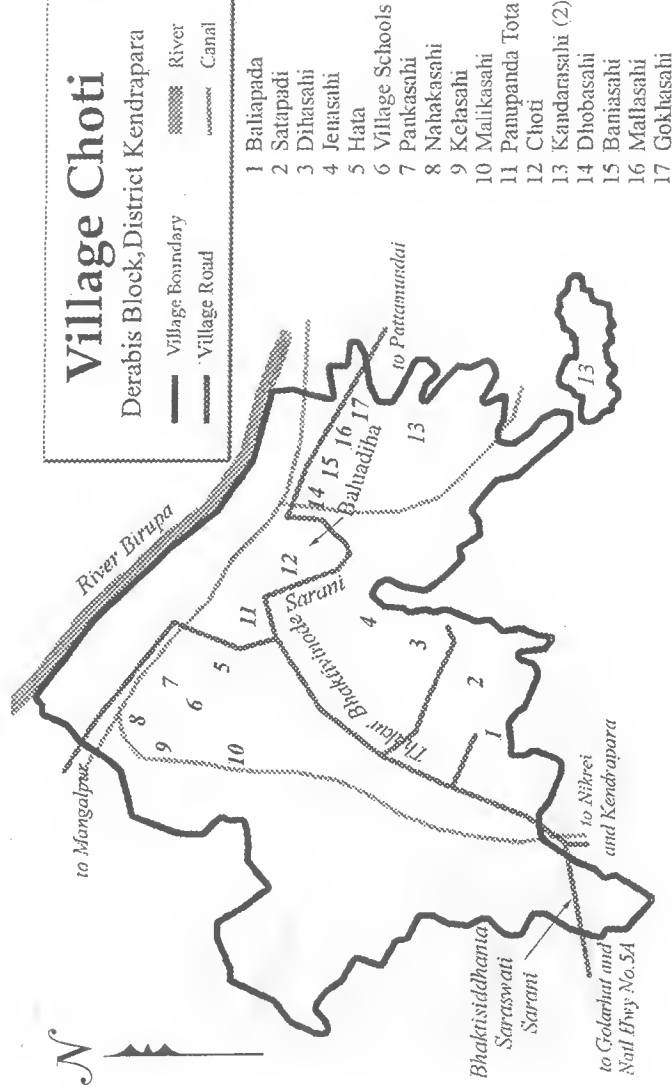 Village Choti
Derabis Block,District Kendrapara
Village Boundary
River
Village Road
Canal
1 Baliapada
2 Satapadi
3 Dihasahi
4 Jenasahi
5 Hata
6 Village Schools
7 Pankasahi
8 Nahakasahi
9 Kelasahi
10 Malikasahi
11 Panupanda Tota
12 Choti
13 Kandarasahi (2)
14 Dhobasahi
15 Baniasahi
16 Mallasahi
17 Gokhasahi
N
to Mangalpur
River Birupa
8
9
7
6
5
10
11
12
14
15
16
17
Baluadiha
to Pattamundai
13
13
Thakur Bhaktivinode Sarani
4
3
2
1
Bhaktisiddhanta
Saraswati
Sarani
to Nikrei
and Kendrapara
to Golarhat and
Natl Hwy No.5A